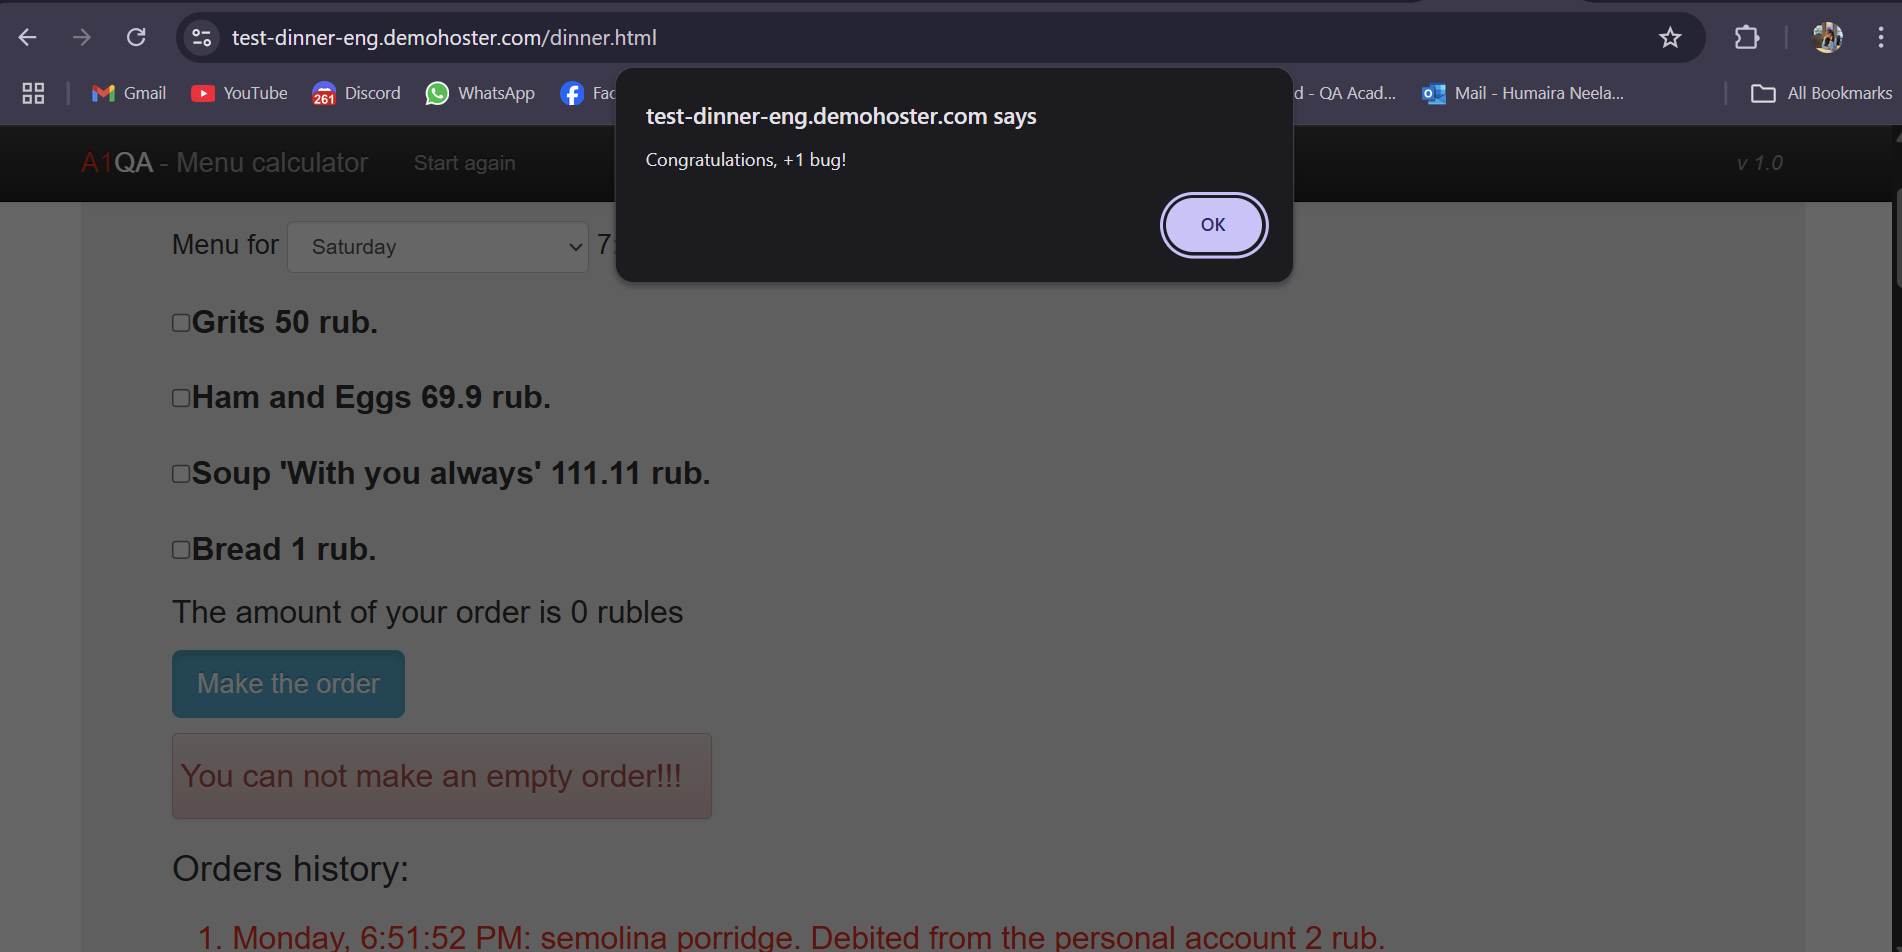 test-dinner-eng.demohoster.com/dinner.html
Gmail
YouTube
261
Discord
WhatsApp
All Bookmarks
d - QA Acad...
Mail - Humaira Neela...
test-dinner-eng.demohoster.com says
Congratulations, +1 bug!
OK
A1QA - Menu calculator
Start again
v 1.0
Menu for
Saturday
Grits 50 rub.
Ham and Eggs 69.9 rub.
Soup 'With you always' 111.11 rub.
Bread 1 rub.
The amount of your order is 0 rubles
Make the order
You can not make an empty order!!!
Orders history:
1. Monday, 6:51:52 PM: semolina porridge. Debited from the personal account 2 rub.